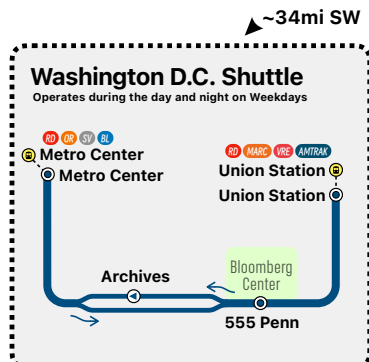 ~34mi SW
Washington D.C. Shuttle
Operates during the day and night on Weekdays
RD OR SV BL
Metro Center
Metro Center
RD MARC VRE AMTRAK
Union Station
Union Station
Archives
Bloomberg
Center
555 Penn